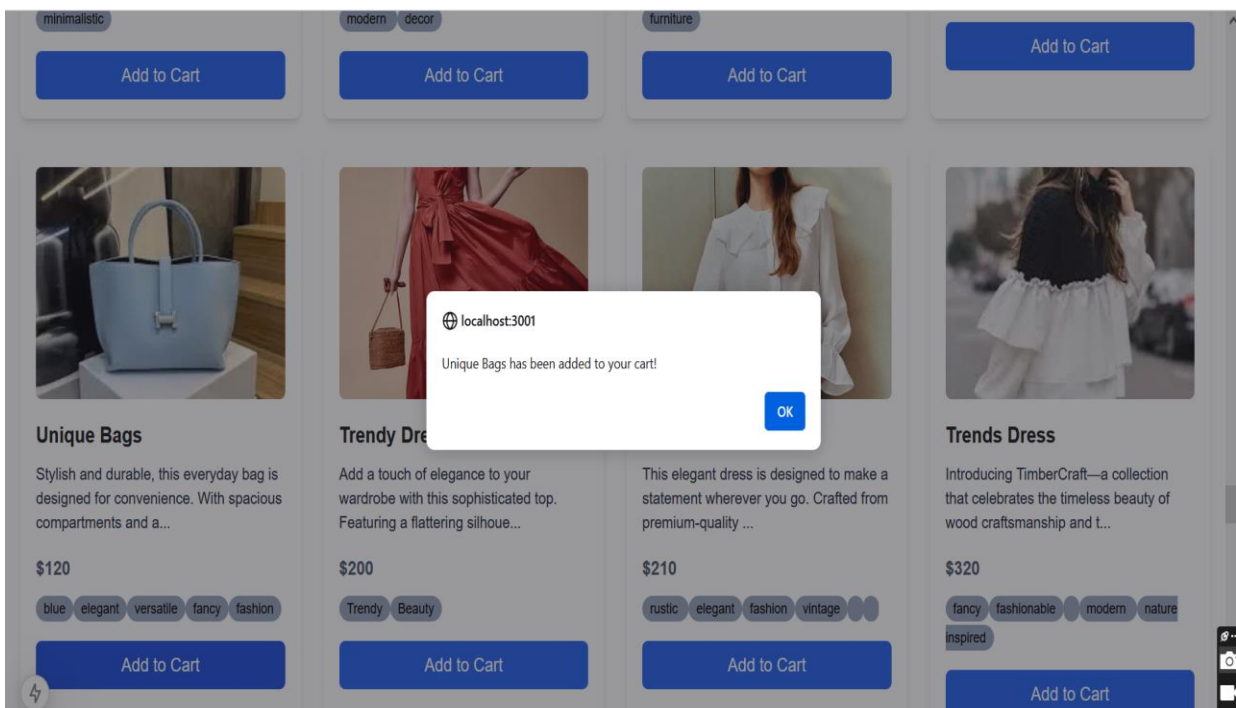 minimalistic
modern decor
furniture
Add to Cart
Add to Cart
Add to Cart
Add to Cart
localhost:3001
Unique Bags has been added to your cart!
OK
Unique Bags
Stylish and durable, this everyday bag is
designed for convenience. With spacious
compartments and a...
$120
blue elegant versatile fancy fashion
Add to Cart
Trendy Dre
Add a touch of elegance to your
wardrobe with this sophisticated top.
Featuring a flattering silhoue...
$200
Trendy Beauty
Add to Cart
This elegant dress is designed to make a
statement wherever you go. Crafted from
premium-quality ...
$210
rustic elegant fashion vintage
Add to Cart
Trends Dress
Introducing TimberCraft—a collection
that celebrates the timeless beauty of
wood craftsmanship and t...
$320
fancy fashionable modern nature
inspired
Add to Cart